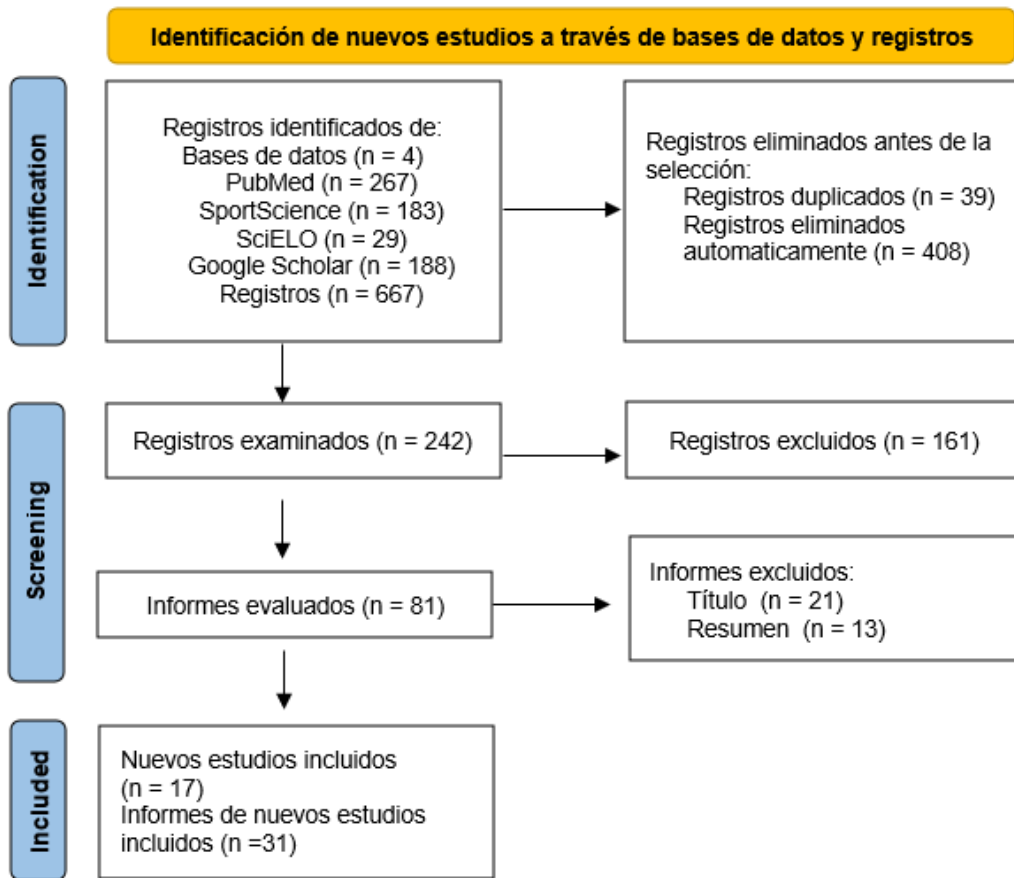 Identificación de nuevos estudios a través de bases de datos y registros
Identification
Registros identificados de:
Bases de datos (n = 4)
PubMed (n = 267)
SportScience (n = 183)
SciELO (n = 29)
Google Scholar (n = 188)
Registros (n = 667)
Registros eliminados antes de la
selección:
Registros duplicados (n = 39)
Registros eliminados
automaticamente (n = 408)
Screening
Registros examinados (n = 242)
Registros excluidos (n = 161)
Informes evaluados (n = 81)
Informes excluidos:
Título (n = 21)
Resumen (n = 13)
Included
Nuevos estudios incluidos
(n = 17)
Informes de nuevos estudios
incluidos (n =31)